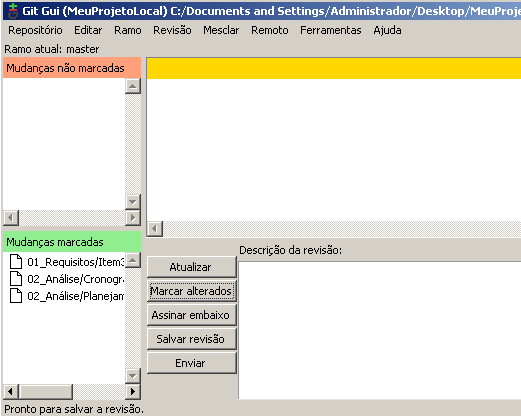 Git Gui (MeuProjetoLocal) C:/Documents and Settings/Administrador/Desktop/MeuProje
Repositório Editar Ramo Revisão Mesclar Remoto Ferramentas Ajuda
Ramo atual: master
Mudanças não marcadas
Mudanças marcadas
01_Requisitos/Item3
02_Análise/Cronogra
02_Análise/Planejam
Descrição da revisão:
Atualizar
Marcar alterados
Assinar embaixo
Salvar revisão
Enviar
Pronto para salvar a revisão.